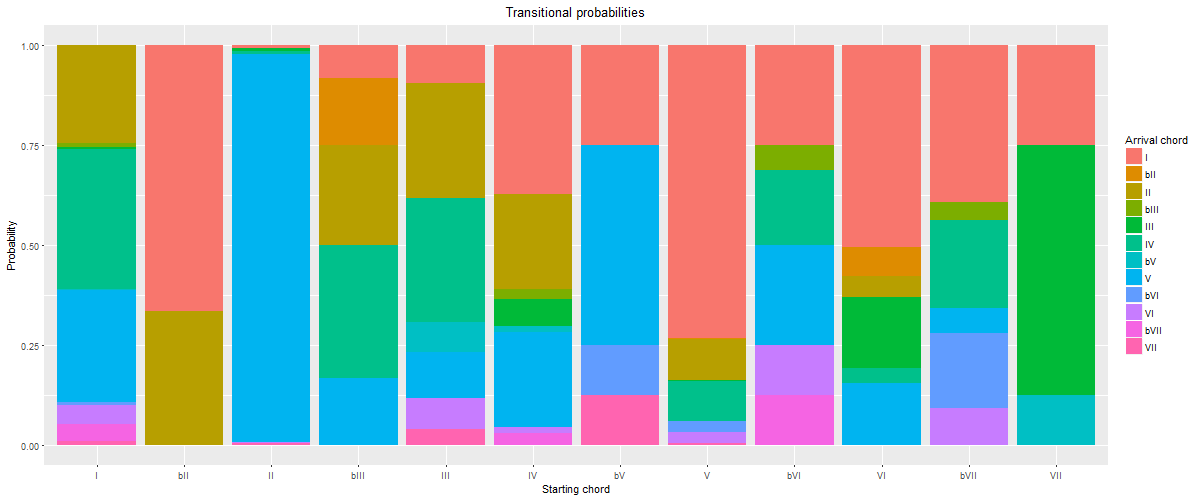 Transitional probabilities
1.00
0.75
0.50
0.25
0.00
Probability
I bII II bIII III IV bV V bVI VI bVII VII
Starting chord
Arrival chord
I
bII
II
bIII
III
IV
bV
V
bVI
VI
bVII
VII